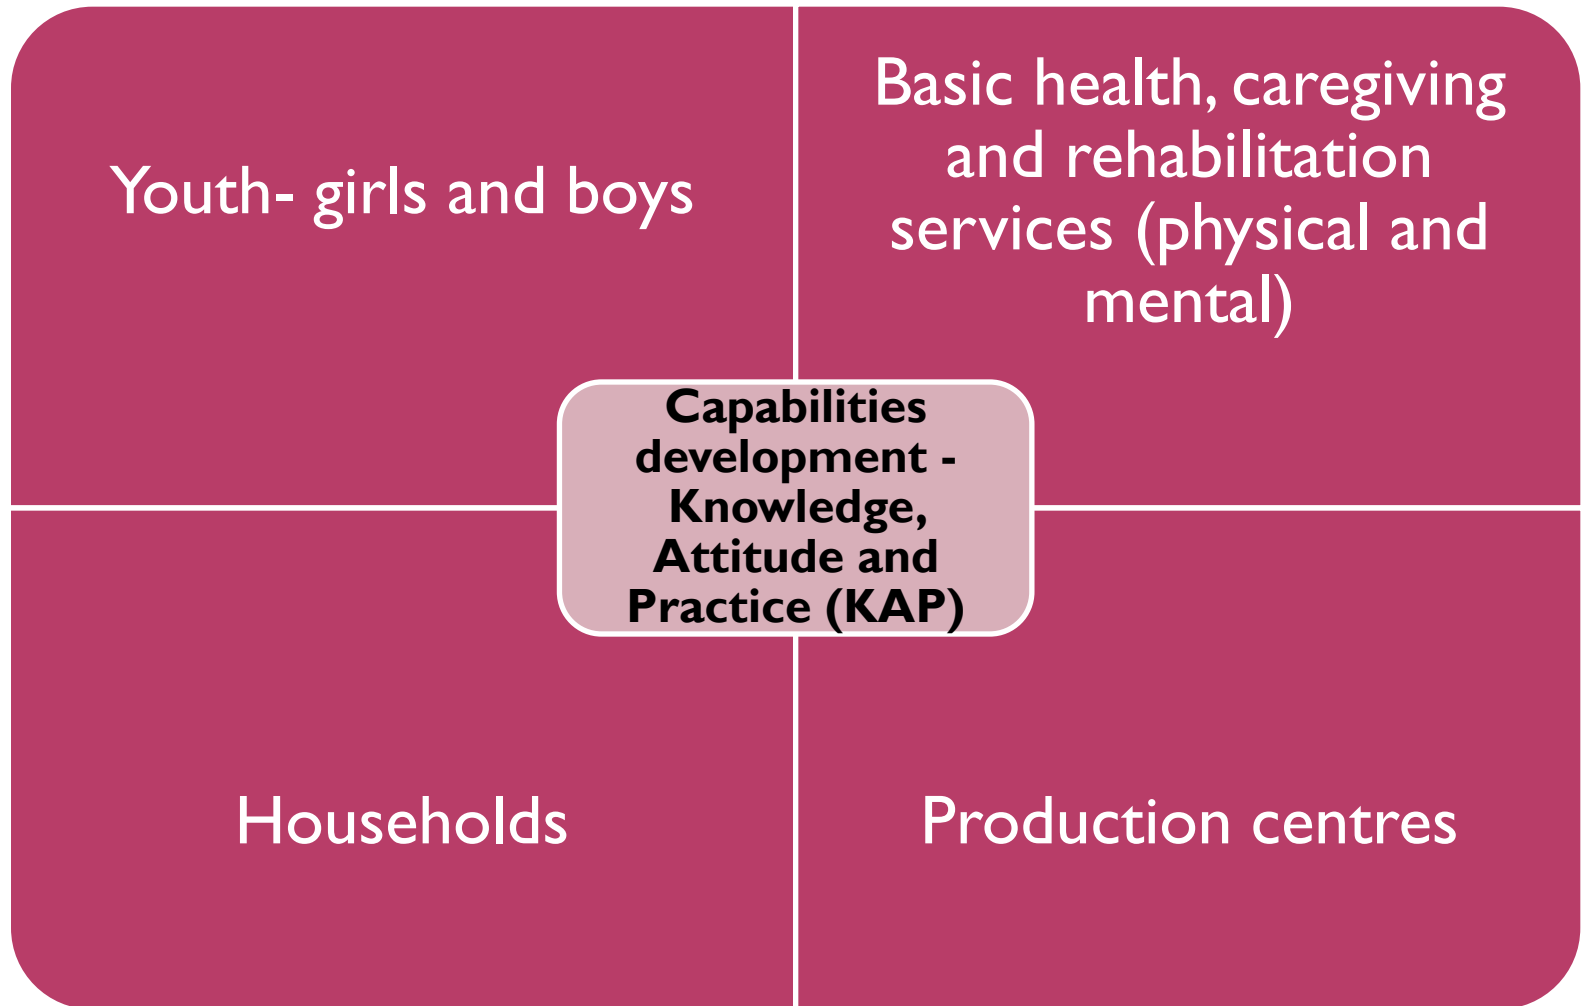 Youth- girls and boys
Basic health, caregiving
and rehabilitation
services (physical and
mental)
Capabilities
development -
Knowledge,
Attitude and
Practice (KAP)
Households
Production centres